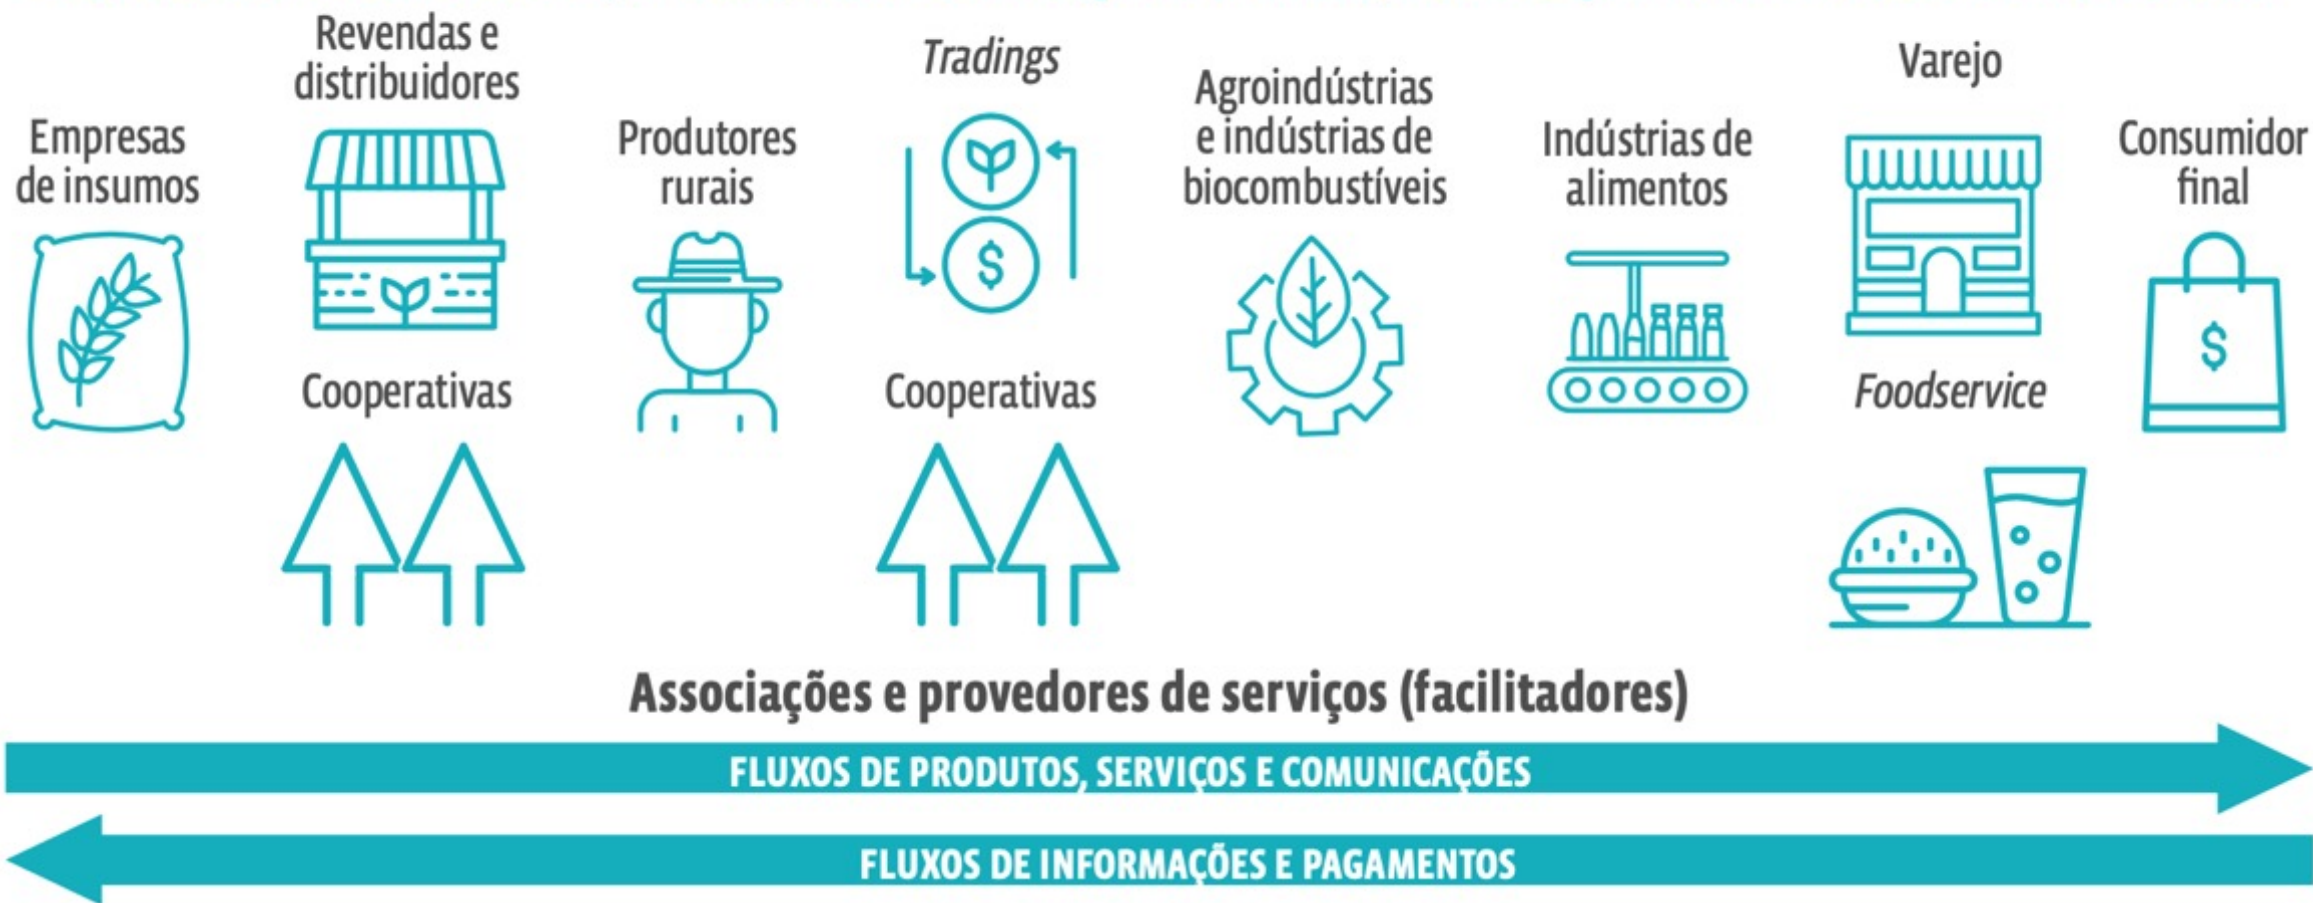 Empresas
de insumos
Revendas e
distribuidores
Cooperativas
Produtores
rurais
Tradings
$
Cooperativas
Agroindústrias
e indústrias de
biocombustíveis
Indústrias de
alimentos
Varejo
Foodservice
Consumidor
final
$
Associações e provedores de serviços (facilitadores)
FLUXOS DE PRODUTOS, SERVIÇOS E COMUNICAÇÕES
FLUXOS DE INFORMAÇÕES E PAGAMENTOS